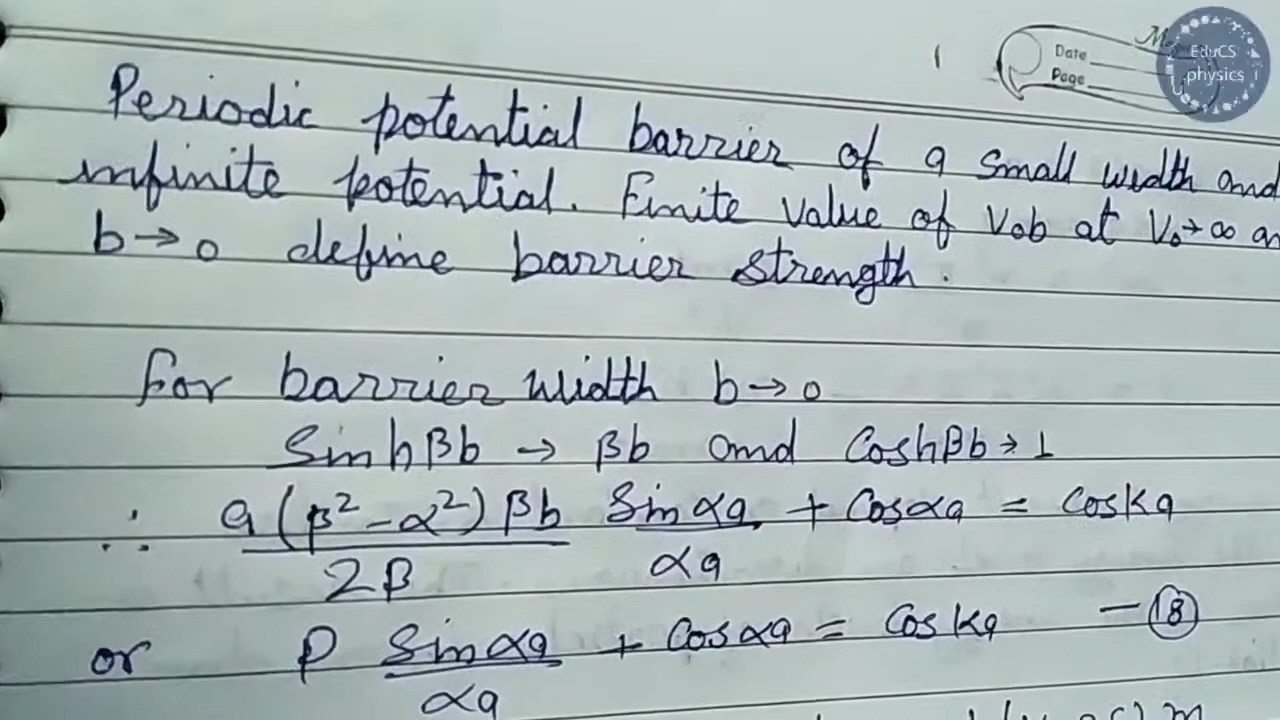 1
Date
Page
EduCS
physics
Periodic potential barrier of a small width and
infinite potential. Finite value of V₀b at V₀→∞ an
b→0 define barrier strength.
For barrier width b→0
Sinhβb → βb and Coshβb→1
∴ a(β²-α²)βb/2β Sinαa/αa + Cosαa = CosKa
or P Sinαa/αa + Cosαa = CosKa —⑱